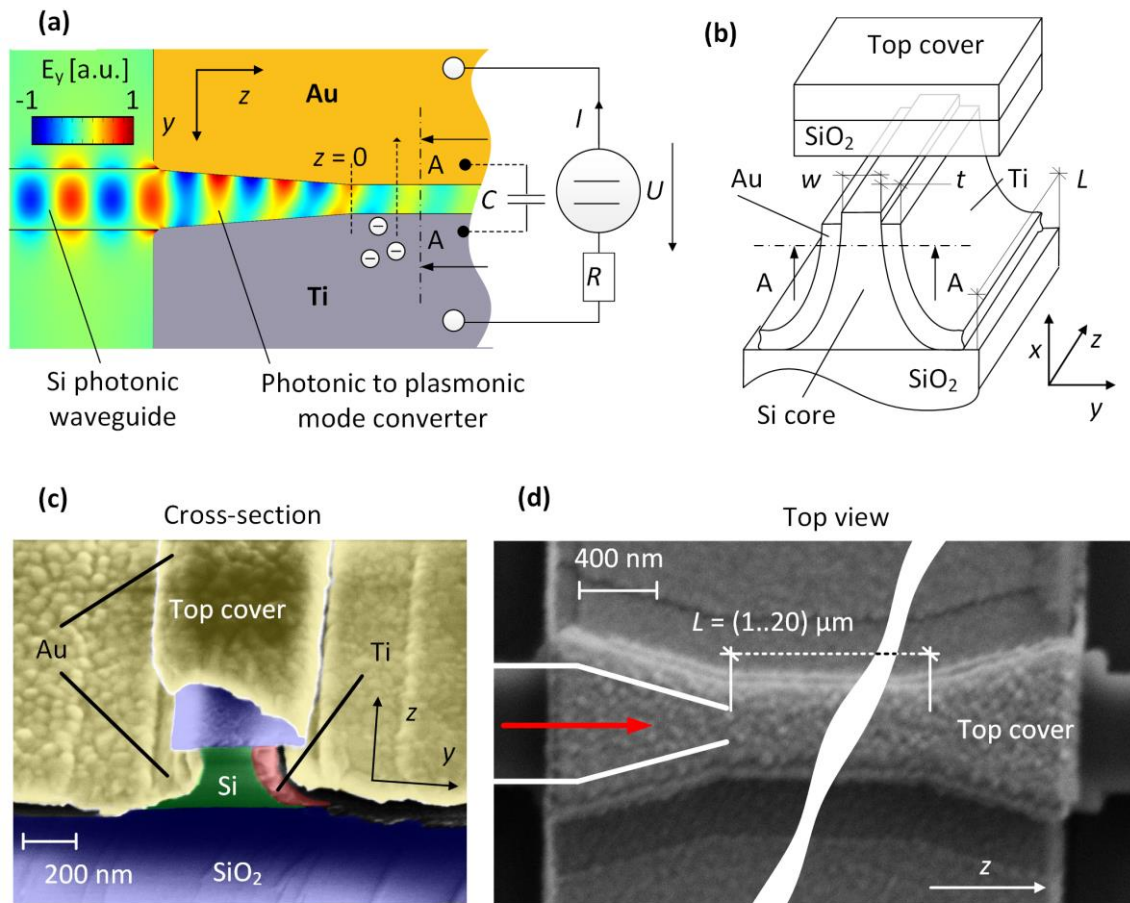 (a)
E_y [a.u.]
-1 1
z
y
Au
z = 0
A
C
A
Ti
I
U
R
Si photonic
waveguide
Photonic to plasmonic
mode converter
(b)
Top cover
SiO₂
Au
w
t
Ti
L
A
A
SiO₂
Si core
x
z
y
(c)
Cross-section
Top cover
Au
Ti
z
y
Si
200 nm
SiO₂
(d)
Top view
400 nm
L = (1..20) µm
Top cover
z